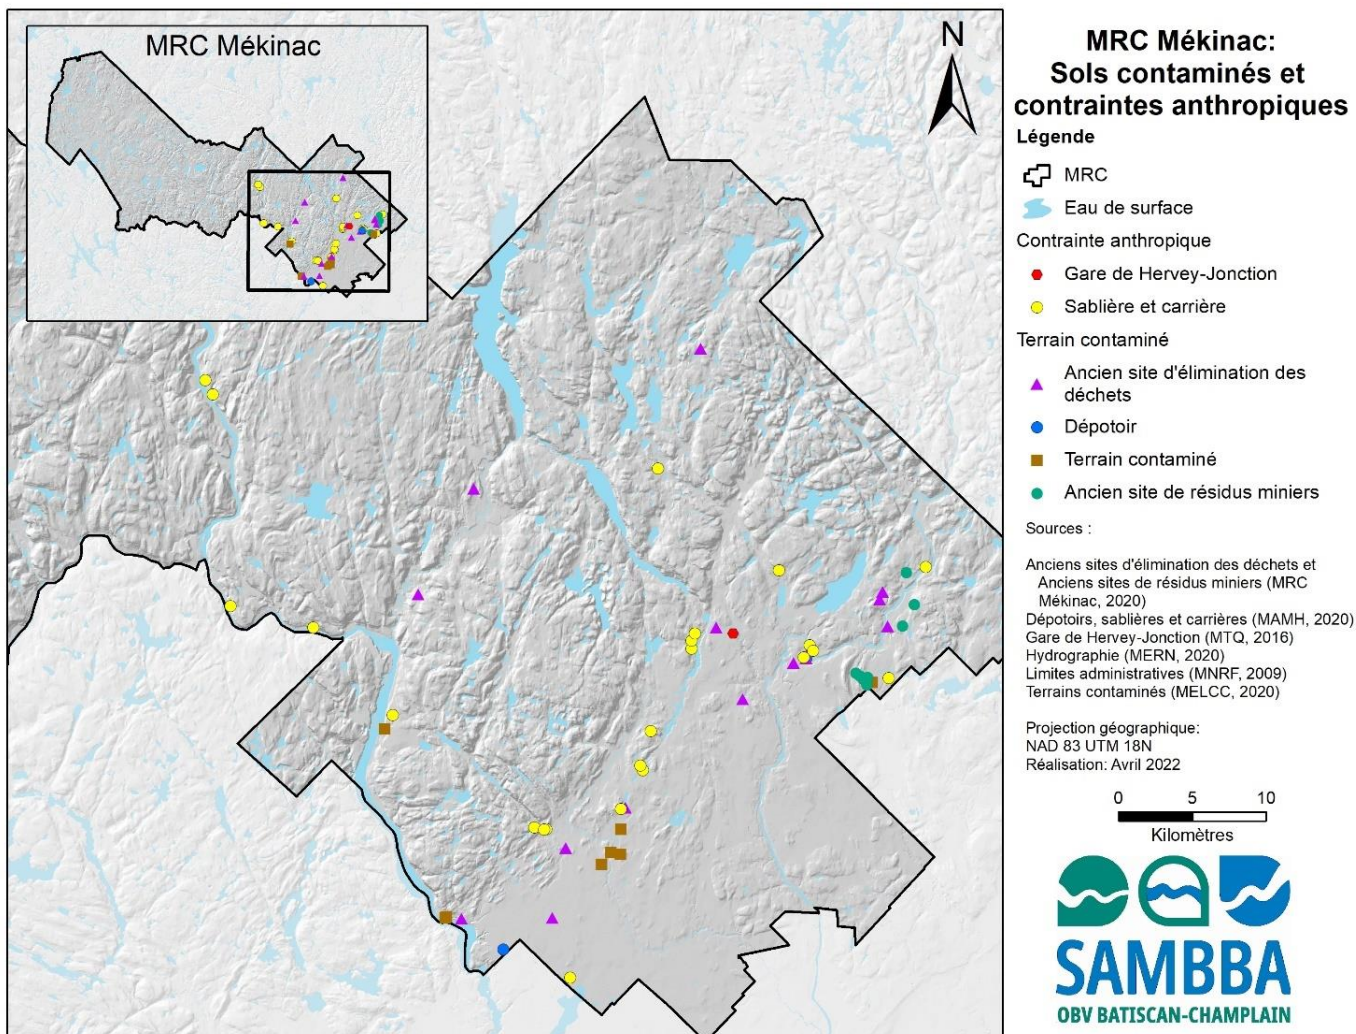 MRC Mékinac
N
MRC Mékinac:
Sols contaminés et
contraintes anthropiques
Légende
MRC
Eau de surface
Contrainte anthropique
Gare de Hervey-Jonction
Sablière et carrière
Terrain contaminé
Ancien site d'élimination des
déchets
Dépotoir
Terrain contaminé
Ancien site de résidus miniers
Sources :
Anciens sites d'élimination des déchets et
Anciens sites de résidus miniers (MRC
Mékinac, 2020)
Dépotoirs, sablières et carrières (MAMH, 2020)
Gare de Hervey-Jonction (MTQ, 2016)
Hydrographie (MERN, 2020)
Limites administratives (MNRF, 2009)
Terrains contaminés (MELCC, 2020)
Projection géographique:
NAD 83 UTM 18N
Réalisation: Avril 2022
0 5 10
Kilomètres
SAMBBA
OBV BATISCAN-CHAMPLAIN